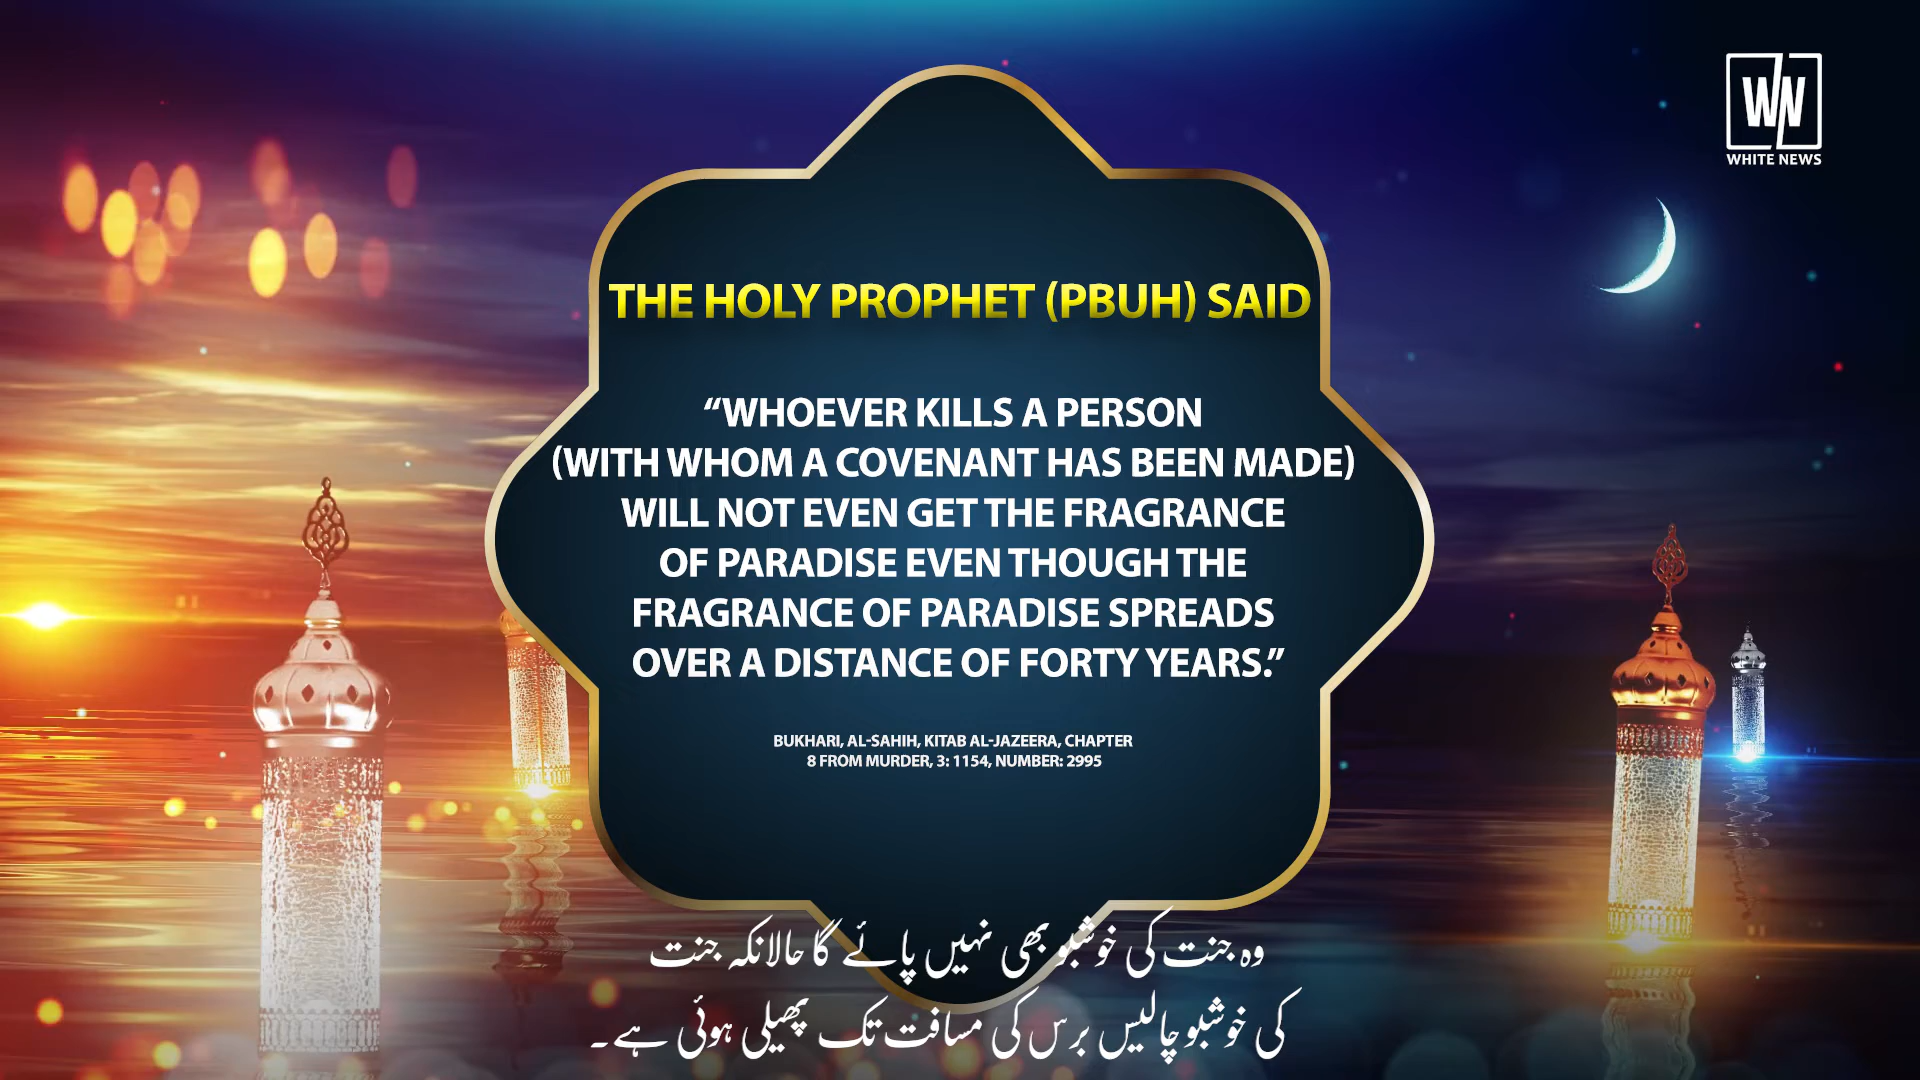 WN
WHITE NEWS
THE HOLY PROPHET (PBUH) SAID
“WHOEVER KILLS A PERSON
(WITH WHOM A COVENANT HAS BEEN MADE)
WILL NOT EVEN GET THE FRAGRANCE
OF PARADISE EVEN THOUGH THE
FRAGRANCE OF PARADISE SPREADS
OVER A DISTANCE OF FORTY YEARS.”
BUKHARI, AL-SAHIH, KITAB AL-JAZEERA, CHAPTER
8 FROM MURDER, 3: 1154, NUMBER: 2995
وہ جنت کی خوشبو بھی نہیں پائے گا حالانکہ جنت
کی خوشبو چالیس برس کی مسافت تک پھیلی ہوئی ہے۔